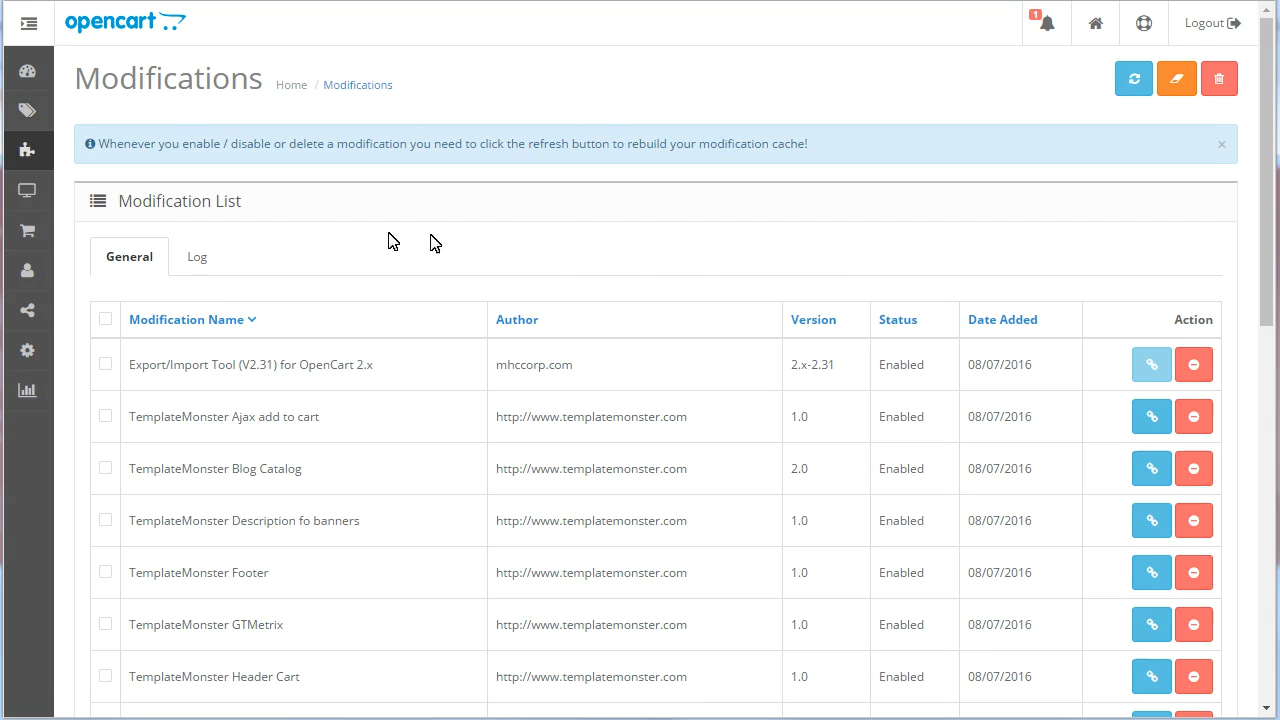 opencart
1
Logout
Modifications
Home / Modifications
Whenever you enable / disable or delete a modification you need to click the refresh button to rebuild your modification cache!
×
Modification List
General Log
Modification Name Author Version Status Date Added Action
Export/Import Tool (V2.31) for OpenCart 2.x mhccorp.com 2.x-2.31 Enabled 08/07/2016
TemplateMonster Ajax add to cart http://www.templatemonster.com 1.0 Enabled 08/07/2016
TemplateMonster Blog Catalog http://www.templatemonster.com 2.0 Enabled 08/07/2016
TemplateMonster Description fo banners http://www.templatemonster.com 1.0 Enabled 08/07/2016
TemplateMonster Footer http://www.templatemonster.com 1.0 Enabled 08/07/2016
TemplateMonster GTMetrix http://www.templatemonster.com 1.0 Enabled 08/07/2016
TemplateMonster Header Cart http://www.templatemonster.com 1.0 Enabled 08/07/2016